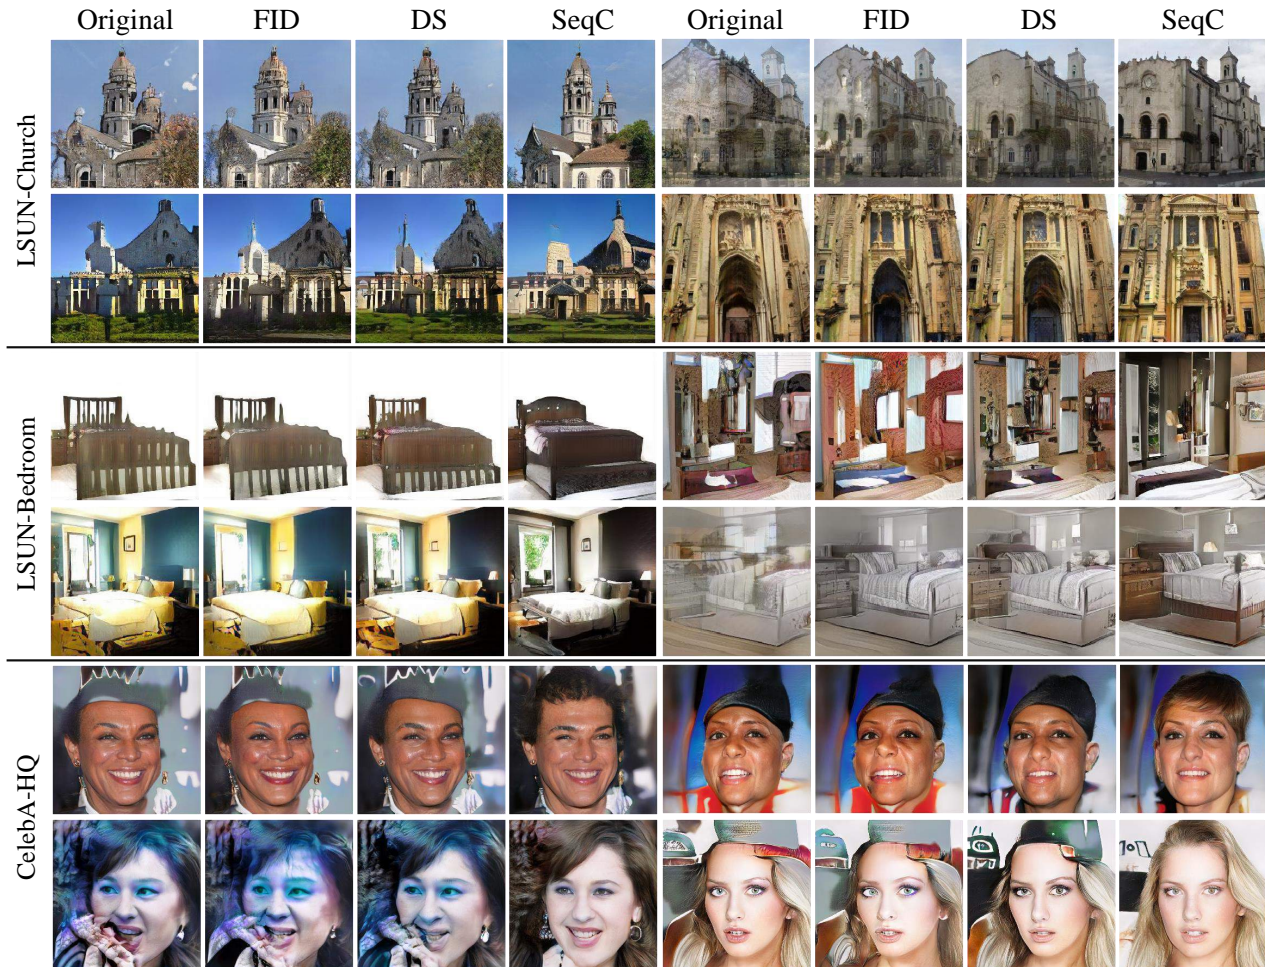 Original FID DS SeqC Original FID DS SeqC
LSUN-Church
LSUN-Bedroom
CelebA-HQ